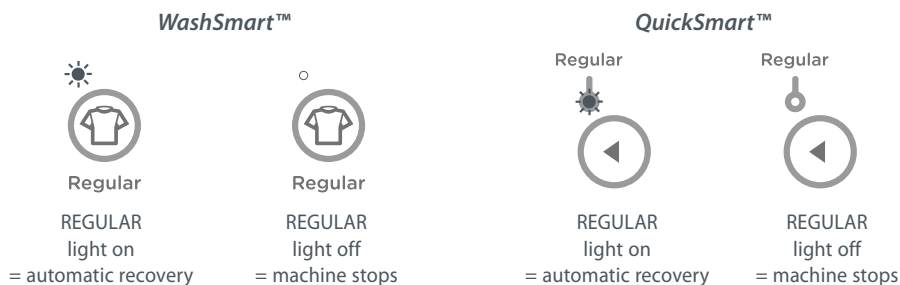 WashSmart™
Regular
REGULAR
light on
= automatic recovery
Regular
REGULAR
light off
= machine stops
QuickSmart™
Regular
REGULAR
light on
= automatic recovery
Regular
REGULAR
light off
= machine stops